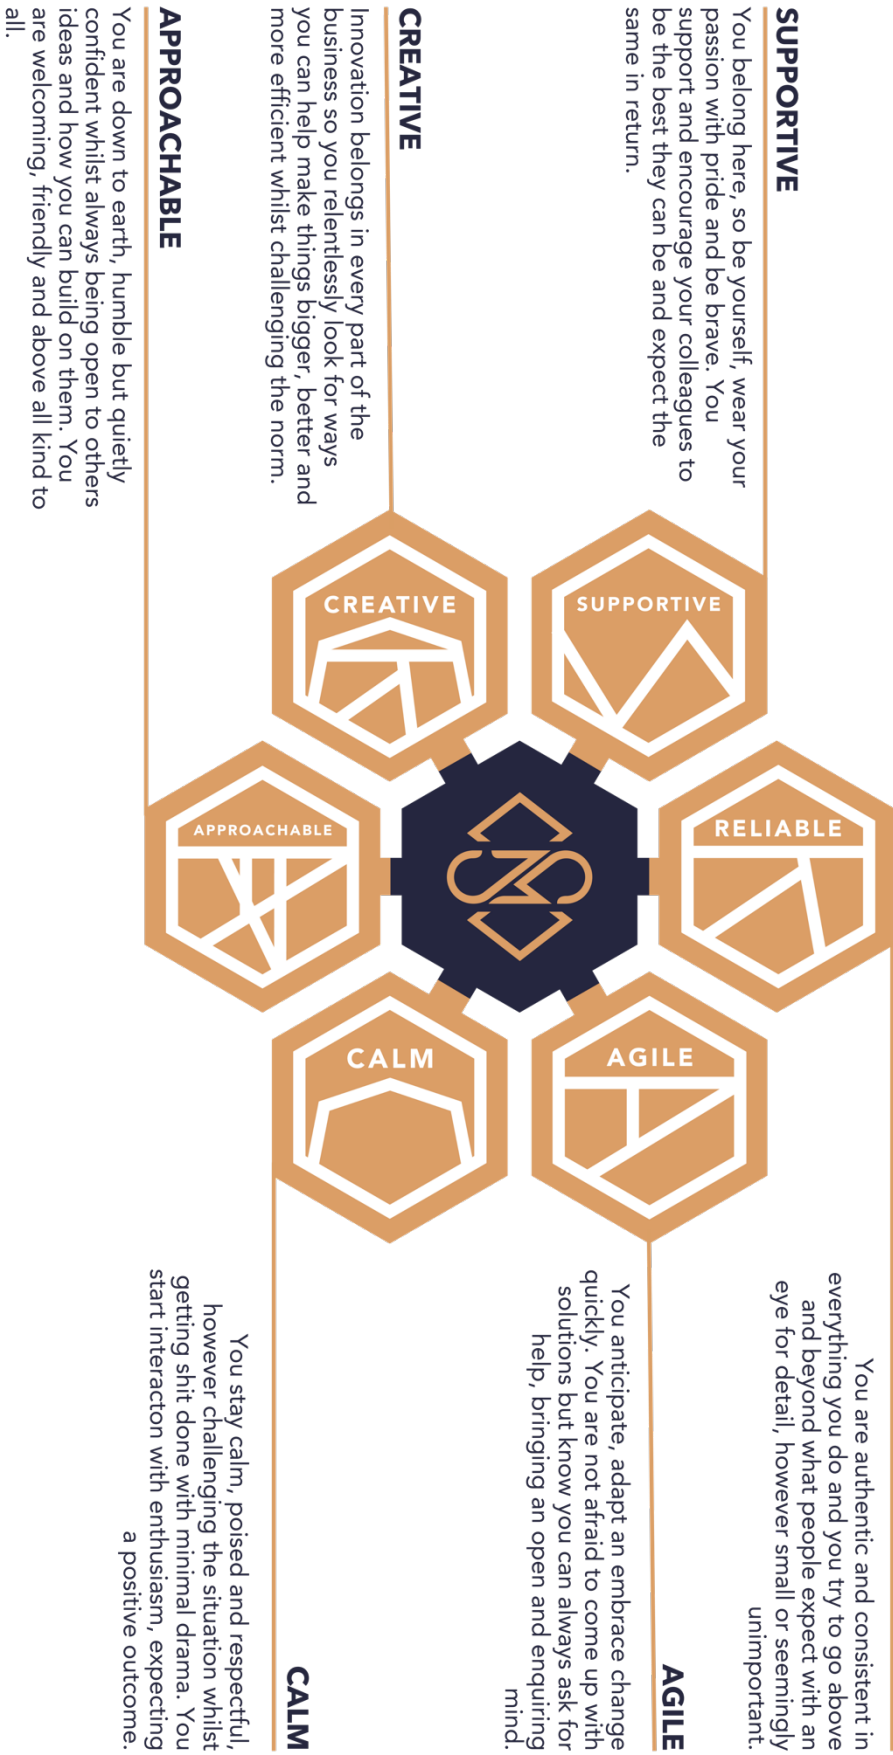 SUPPORTIVE
You belong here, so be yourself, wear your
passion with pride and be brave. You
support and encourage your colleagues to
be the best they can be and expect the
same in return.
CREATIVE
Innovation belongs in every part of the
business so you relentlessly look for ways
you can help make things bigger, better and
more efficient whilst challenging the norm.
APPROACHABLE
You are down to earth, humble but quietly
confident whilst always being open to others
ideas and how you can build on them. You
are welcoming, friendly and above all kind to
all.
CREATIVE
SUPPORTIVE
APPROACHABLE
RELIABLE
CALM
AGILE
You are authentic and consistent in
everything you do and you try to go above
and beyond what people expect with an
eye for detail, however small or seemingly
unimportant.
AGILE
You anticipate, adapt an embrace change
quickly. You are not afraid to come up with
solutions but know you can always ask for
help, bringing an open and enquiring
mind.
CALM
You stay calm, poised and respectful,
however challenging the situation whilst
getting shit done with minimal drama. You
start interacton with enthusiasm, expecting
a positive outcome.